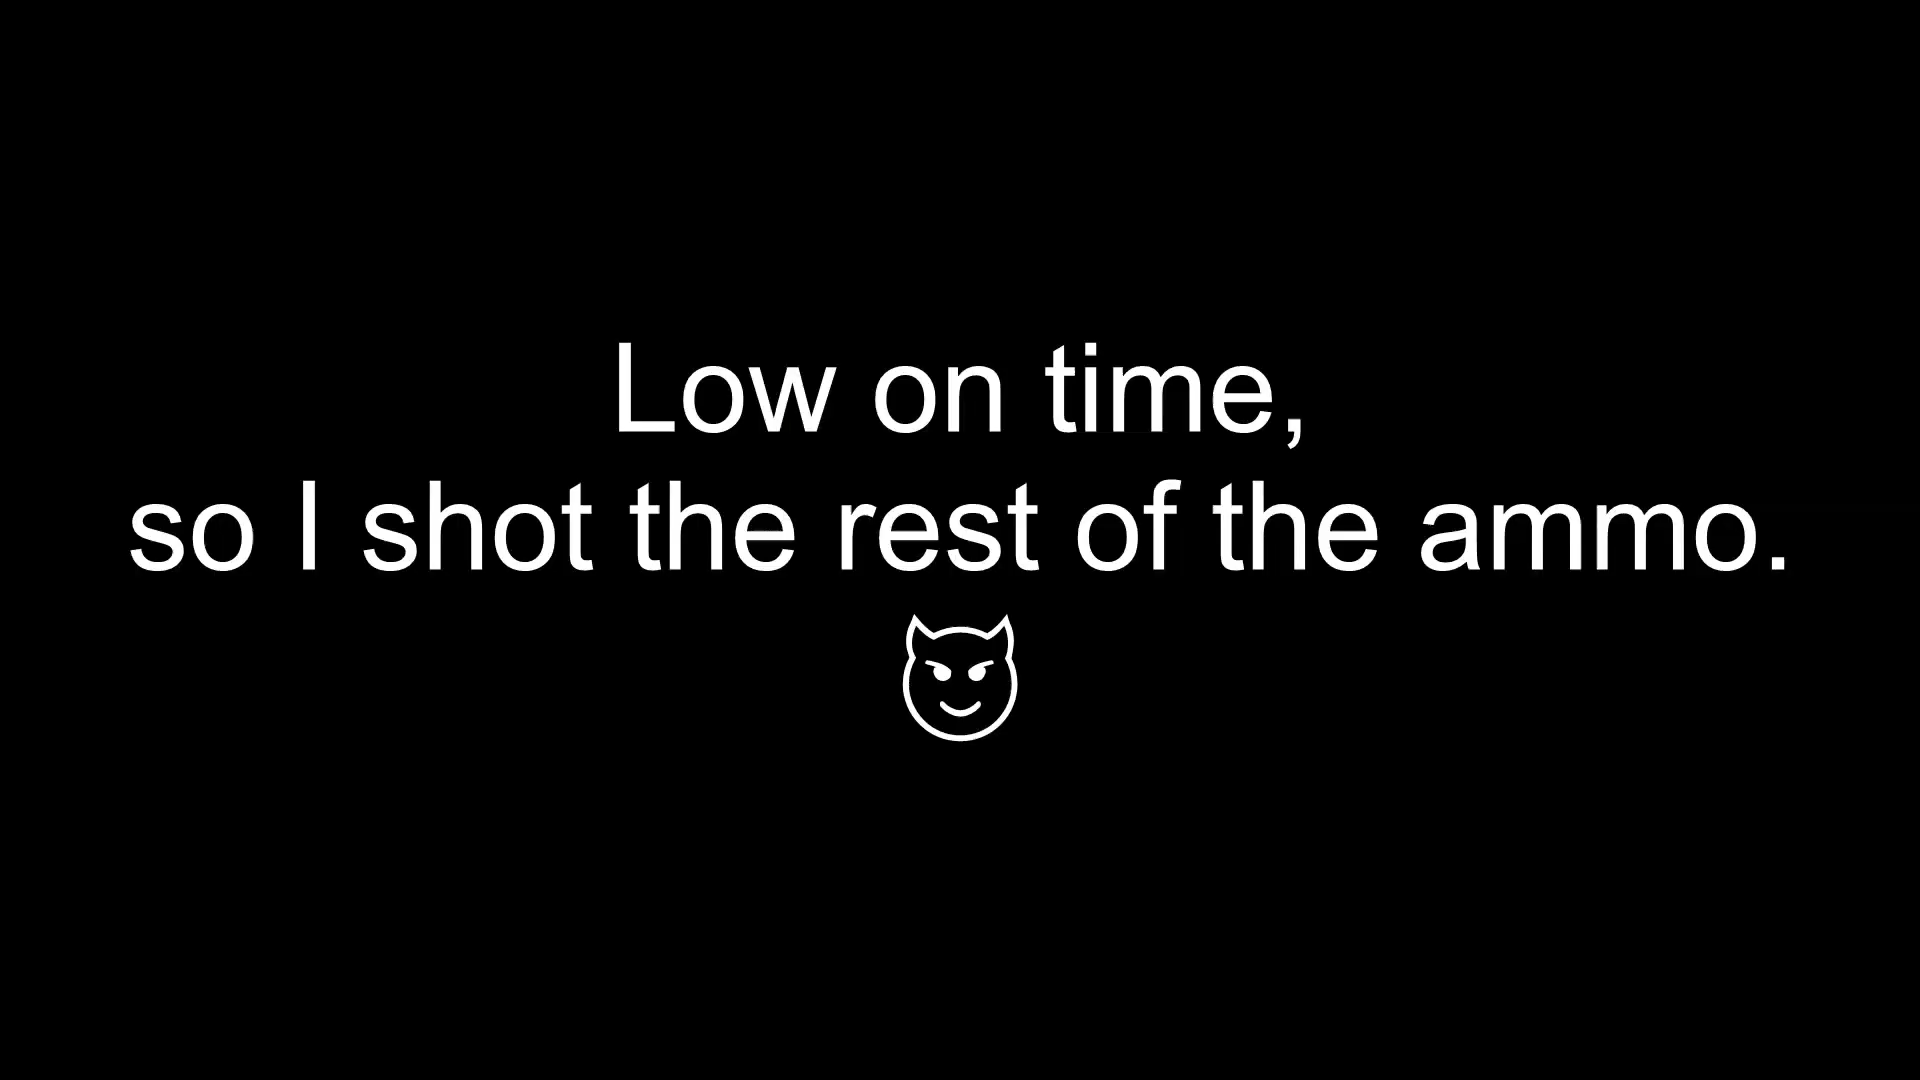 Low on time,
so I shot the rest of the ammo.
😈